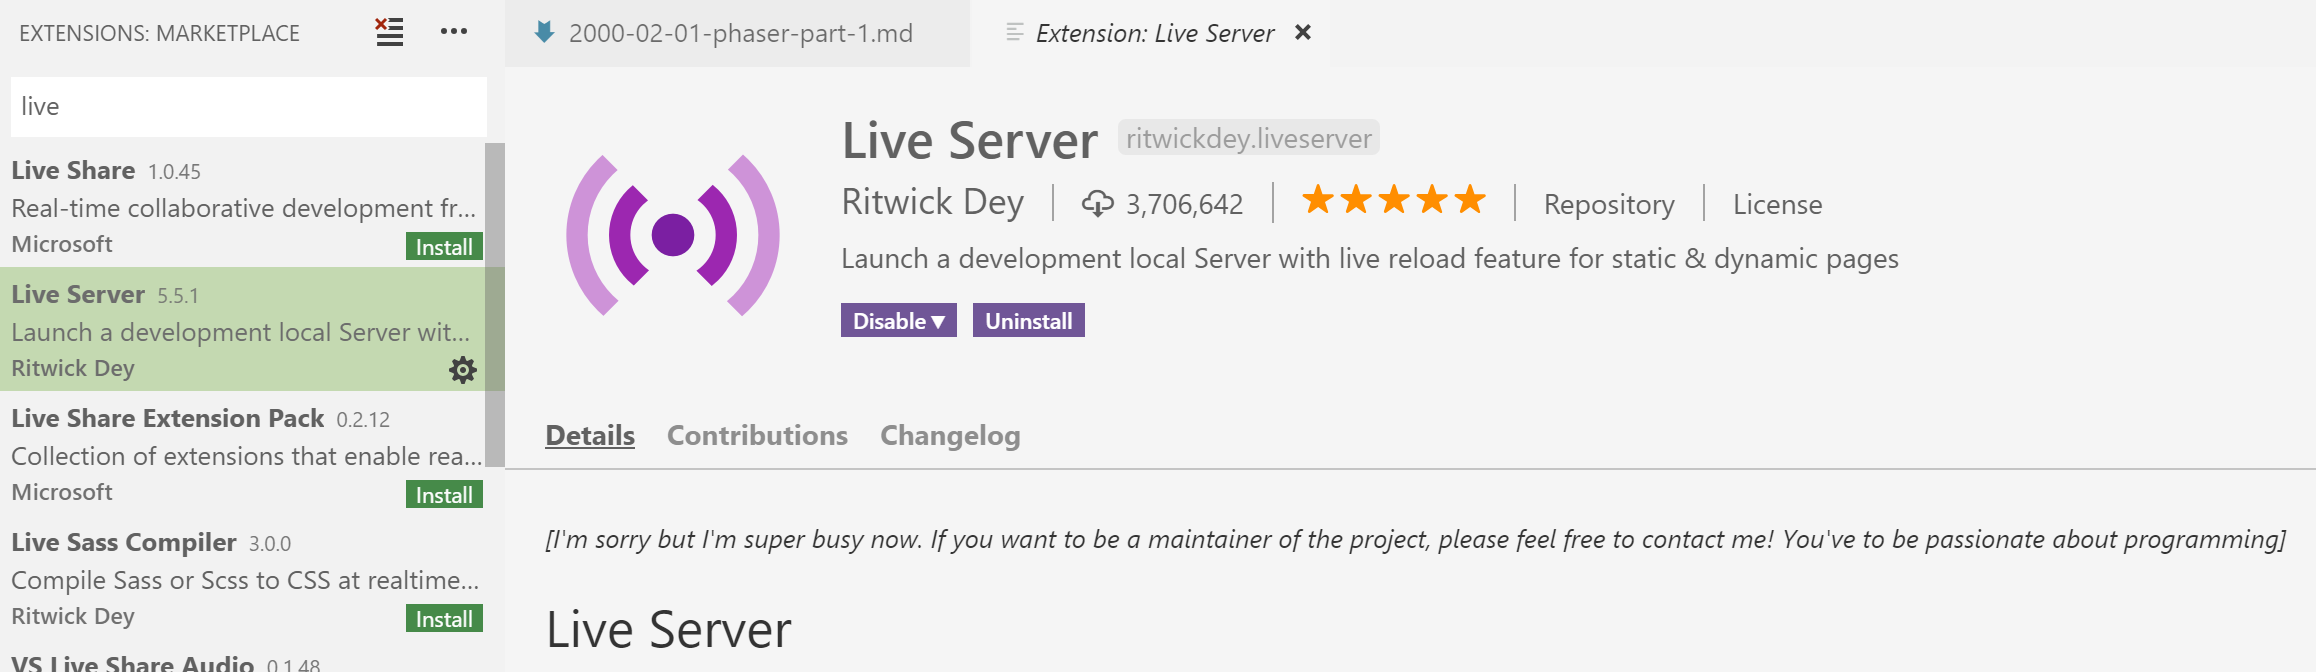 EXTENSIONS: MARKETPLACE
live
Live Share 1.0.45
Real-time collaborative development fr...
Microsoft Install
Live Server 5.5.1
Launch a development local Server wit...
Ritwick Dey
Live Share Extension Pack 0.2.12
Collection of extensions that enable rea...
Microsoft Install
Live Sass Compiler 3.0.0
Compile Sass or Scss to CSS at realtime...
Ritwick Dey Install
VS Live Share Audio 0.1.48
2000-02-01-phaser-part-1.md Extension: Live Server
Live Server ritwickdey.liveserver
Ritwick Dey 3,706,642 Repository License
Launch a development local Server with live reload feature for static & dynamic pages
Disable Uninstall
Details Contributions Changelog
[I'm sorry but I'm super busy now. If you want to be a maintainer of the project, please feel free to contact me! You've to be passionate about programming]
Live Server